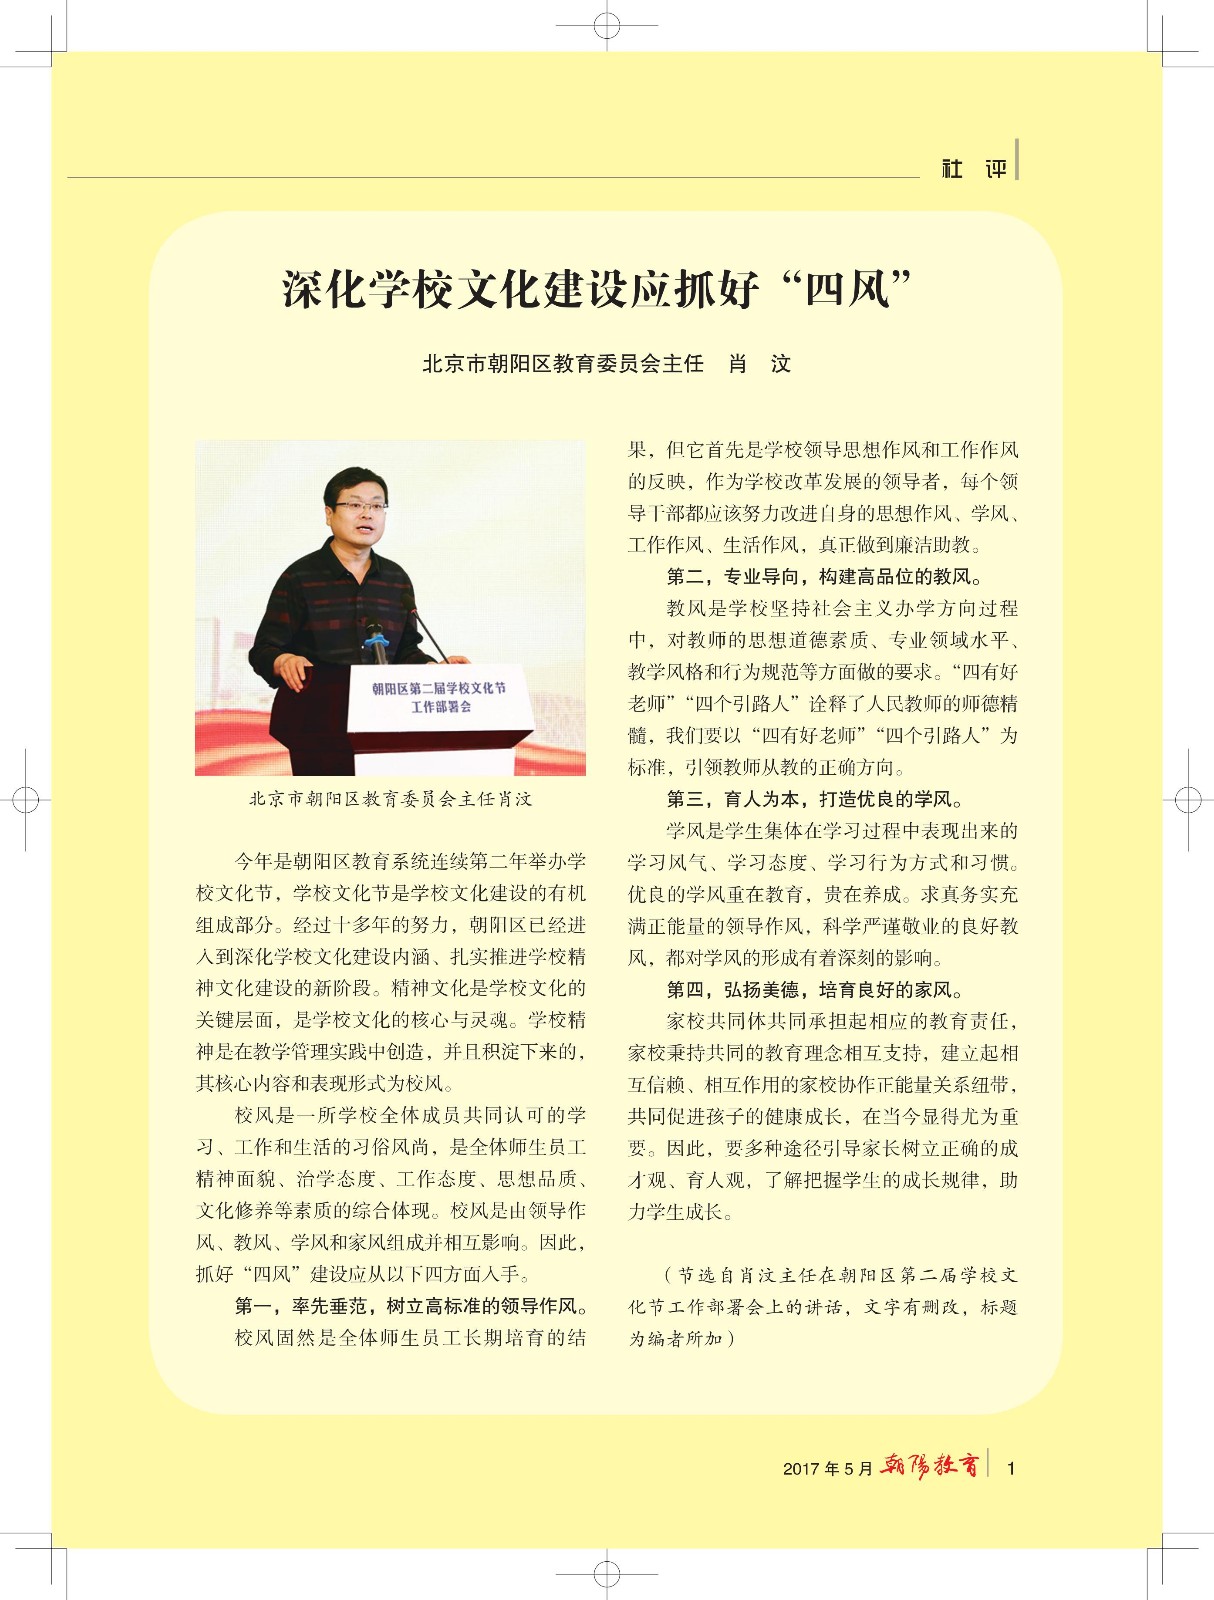 社 评
深化学校文化建设应抓好“四风”
北京市朝阳区教育委员会主任 肖 汶
朝阳区第二届学校文化节
工作部署会
北京市朝阳区教育委员会主任肖汶
今年是朝阳区教育系统连续第二年举办学
校文化节，学校文化节是学校文化建设的有机
组成部分。经过十多年的努力，朝阳区已经进
入到深化学校文化建设内涵、扎实推进学校精
神文化建设的新阶段。精神文化是学校文化的
关键层面，是学校文化的核心与灵魂。学校精
神是在教学管理实践中创造，并且积淀下来的，
其核心内容和表现形式为校风。
校风是一所学校全体成员共同认可的学
习、工作和生活的习俗风尚，是全体师生员工
精神面貌、治学态度、工作态度、思想品质、
文化修养等素质的综合体现。校风是由领导作
风、教风、学风和家风组成并相互影响。因此，
抓好“四风”建设应从以下四方面入手。
第一，率先垂范，树立高标准的领导作风。
校风固然是全体师生员工长期培育的结
果，但它首先是学校领导思想作风和工作作风
的反映，作为学校改革发展的领导者，每个领
导干部都应该努力改进自身的思想作风、学风、
工作作风、生活作风，真正做到廉洁助教。
第二，专业导向，构建高品位的教风。
教风是学校坚持社会主义办学方向过程
中，对教师的思想道德素质、专业领域水平、
教学风格和行为规范等方面做的要求。“四有好
老师”“四个引路人”诠释了人民教师的师德精
髓，我们要以“四有好老师”“四个引路人”为
标准，引领教师从教的正确方向。
第三，育人为本，打造优良的学风。
学风是学生集体在学习过程中表现出来的
学习风气、学习态度、学习行为方式和习惯。
优良的学风重在教育，贵在养成。求真务实充
满正能量的领导作风，科学严谨敬业的良好教
风，都对学风的形成有着深刻的影响。
第四，弘扬美德，培育良好的家风。
家校共同体共同承担起相应的教育责任，
家校秉持共同的教育理念相互支持，建立起相
互信赖、相互作用的家校协作正能量关系纽带，
共同促进孩子的健康成长，在当今显得尤为重
要。因此，要多种途径引导家长树立正确的成
才观、育人观，了解把握学生的成长规律，助
力学生成长。
（节选自肖汶主任在朝阳区第二届学校文
化节工作部署会上的讲话，文字有删改，标题
为编者所加）
2017 年 5 月 朝陽教育 1